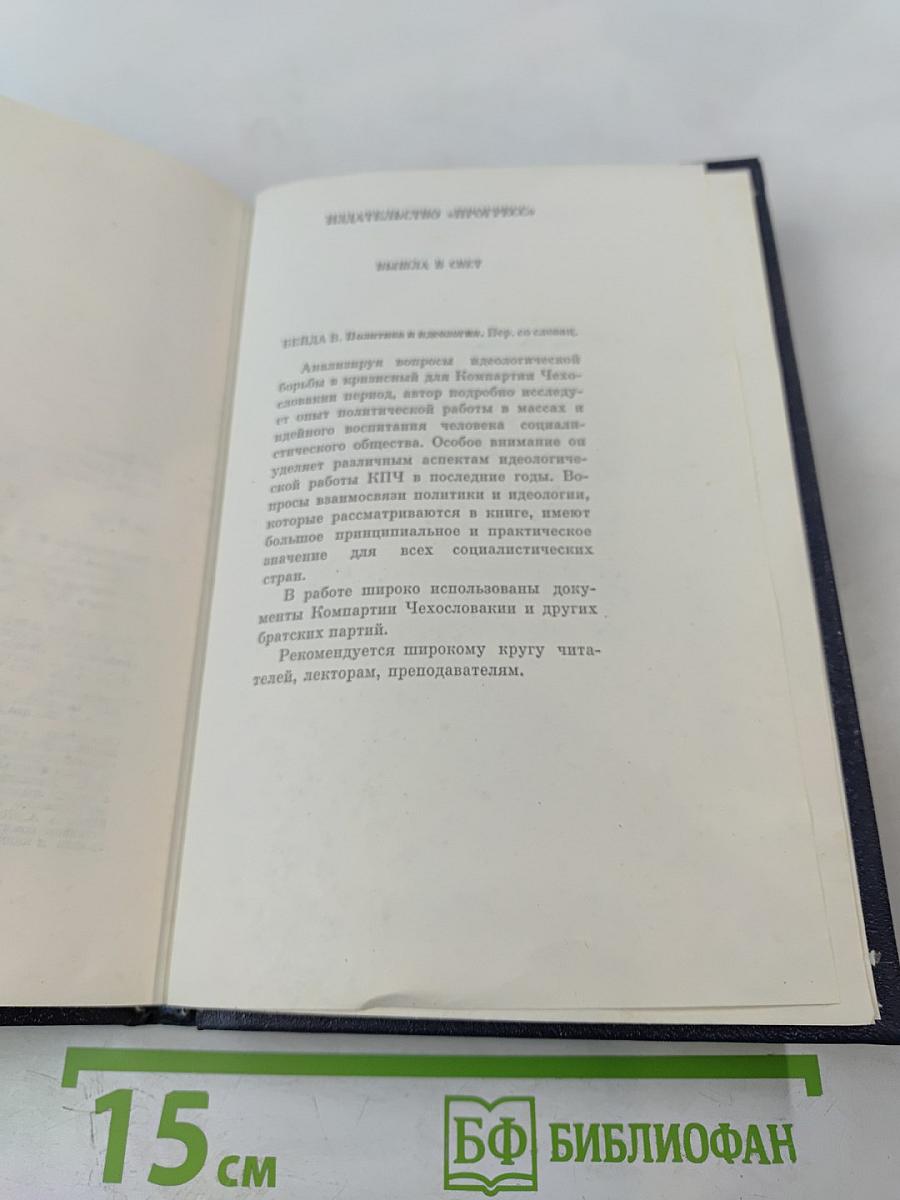 ИЗДАТЕЛЬСТВО «ПРОГРЕСС»
ВЫШЛА В СВЕТ
БЕЙДА В. Политика и идеология. Пер. со словац.
Анализируя вопросы идеологической
борьбы в кризисный для Компартии Чехо-
словакии период, автор подробно исследу-
ет опыт политической работы в массах и
идейного воспитания человека социали-
стического общества. Особое внимание он
уделяет различным аспектам идеологиче-
ской работы КПЧ в последние годы. Во-
просы взаимосвязи политики и идеологии,
которые рассматриваются в книге, имеют
большое принципиальное и практическое
значение для всех социалистических
стран.
В работе широко использованы доку-
менты Компартии Чехословакии и других
братских партий.
Рекомендуется широкому кругу чита-
телей, лекторам, преподавателям.
15 см
БФ БИБЛИОФАН